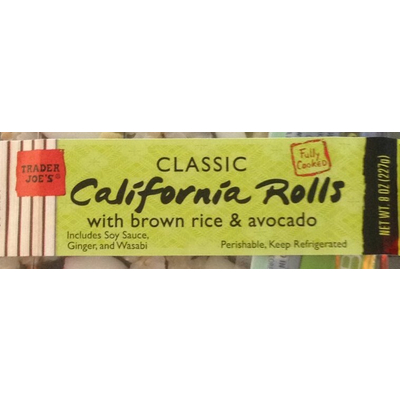 TRADER
JOE'S®
CLASSIC
Fully
Cooked
California Rolls
with brown rice & avocado
Includes Soy Sauce,
Ginger, and Wasabi
Perishable, Keep Refrigerated
NET WT. 8 OZ (227g)